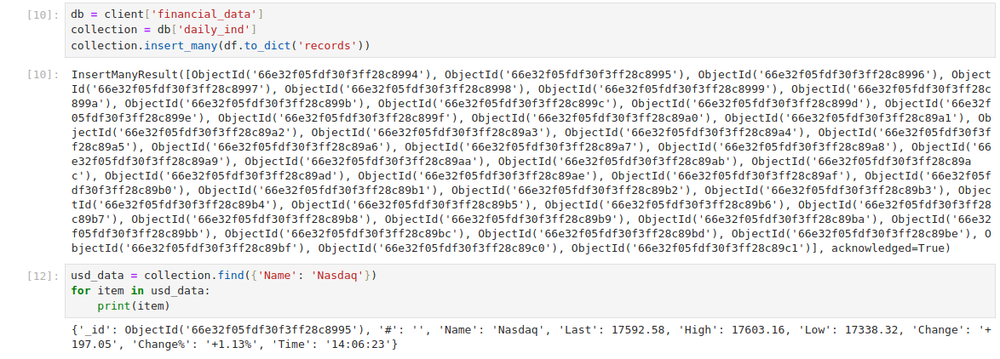 [10]: db = client['financial_data']
collection = db['daily_ind']
collection.insert_many(df.to_dict('records'))
[10]: InsertManyResult([ObjectId('66e32f05fdf30f3ff28c8994'), ObjectId('66e32f05fdf30f3ff28c8995'), ObjectId('66e32f05fdf30f3ff28c8996'), Object
Id('66e32f05fdf30f3ff28c8997'), ObjectId('66e32f05fdf30f3ff28c8998'), ObjectId('66e32f05fdf30f3ff28c8999'), ObjectId('66e32f05fdf30f3ff28c
899a'), ObjectId('66e32f05fdf30f3ff28c899b'), ObjectId('66e32f05fdf30f3ff28c899c'), ObjectId('66e32f05fdf30f3ff28c899d'), ObjectId('66e32f
05fdf30f3ff28c899e'), ObjectId('66e32f05fdf30f3ff28c899f'), ObjectId('66e32f05fdf30f3ff28c89a0'), ObjectId('66e32f05fdf30f3ff28c89a1'), Ob
jectId('66e32f05fdf30f3ff28c89a2'), ObjectId('66e32f05fdf30f3ff28c89a3'), ObjectId('66e32f05fdf30f3ff28c89a4'), ObjectId('66e32f05fdf30f3f
f28c89a5'), ObjectId('66e32f05fdf30f3ff28c89a6'), ObjectId('66e32f05fdf30f3ff28c89a7'), ObjectId('66e32f05fdf30f3ff28c89a8'), ObjectId('66
e32f05fdf30f3ff28c89a9'), ObjectId('66e32f05fdf30f3ff28c89aa'), ObjectId('66e32f05fdf30f3ff28c89ab'), ObjectId('66e32f05fdf30f3ff28c89a
c'), ObjectId('66e32f05fdf30f3ff28c89ad'), ObjectId('66e32f05fdf30f3ff28c89ae'), ObjectId('66e32f05fdf30f3ff28c89af'), ObjectId('66e32f05f
df30f3ff28c89b0'), ObjectId('66e32f05fdf30f3ff28c89b1'), ObjectId('66e32f05fdf30f3ff28c89b2'), ObjectId('66e32f05fdf30f3ff28c89b3'), Objec
tId('66e32f05fdf30f3ff28c89b4'), ObjectId('66e32f05fdf30f3ff28c89b5'), ObjectId('66e32f05fdf30f3ff28c89b6'), ObjectId('66e32f05fdf30f3ff28
c89b7'), ObjectId('66e32f05fdf30f3ff28c89b8'), ObjectId('66e32f05fdf30f3ff28c89b9'), ObjectId('66e32f05fdf30f3ff28c89ba'), ObjectId('66e32
f05fdf30f3ff28c89bb'), ObjectId('66e32f05fdf30f3ff28c89bc'), ObjectId('66e32f05fdf30f3ff28c89bd'), ObjectId('66e32f05fdf30f3ff28c89be'), O
bjectId('66e32f05fdf30f3ff28c89bf'), ObjectId('66e32f05fdf30f3ff28c89c0'), ObjectId('66e32f05fdf30f3ff28c89c1')], acknowledged=True)
[12]: usd_data = collection.find({'Name': 'Nasdaq'})
for item in usd_data:
print(item)
{'_id': ObjectId('66e32f05fdf30f3ff28c8995'), '#': '', 'Name': 'Nasdaq', 'Last': 17592.58, 'High': 17603.16, 'Low': 17338.32, 'Change': '+
197.05', 'Change%': '+1.13%', 'Time': '14:06:23'}